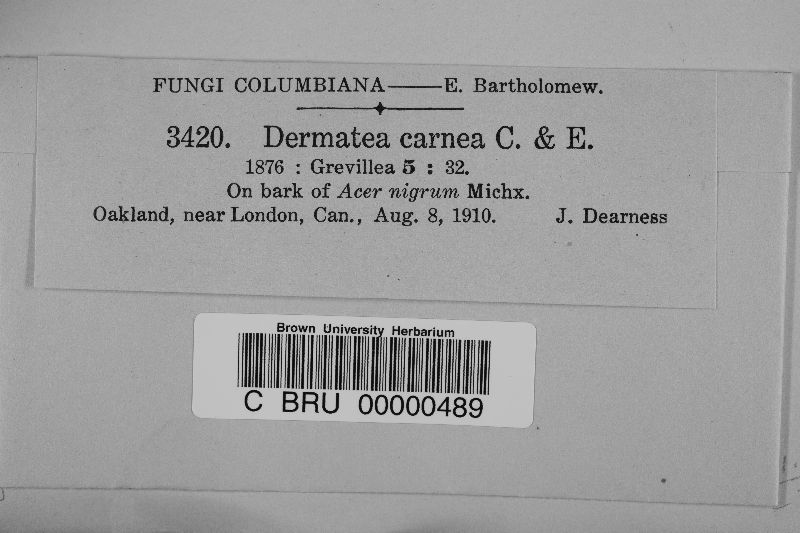 FUNGI COLUMBIANA——E. Bartholomew.
3420. Dermatea carnea C. & E.
1876 : Grevillea 5 : 32.
On bark of Acer nigrum Michx.
Oakland, near London, Can., Aug. 8, 1910. J. Dearness
Brown University Herbarium
C BRU 00000489